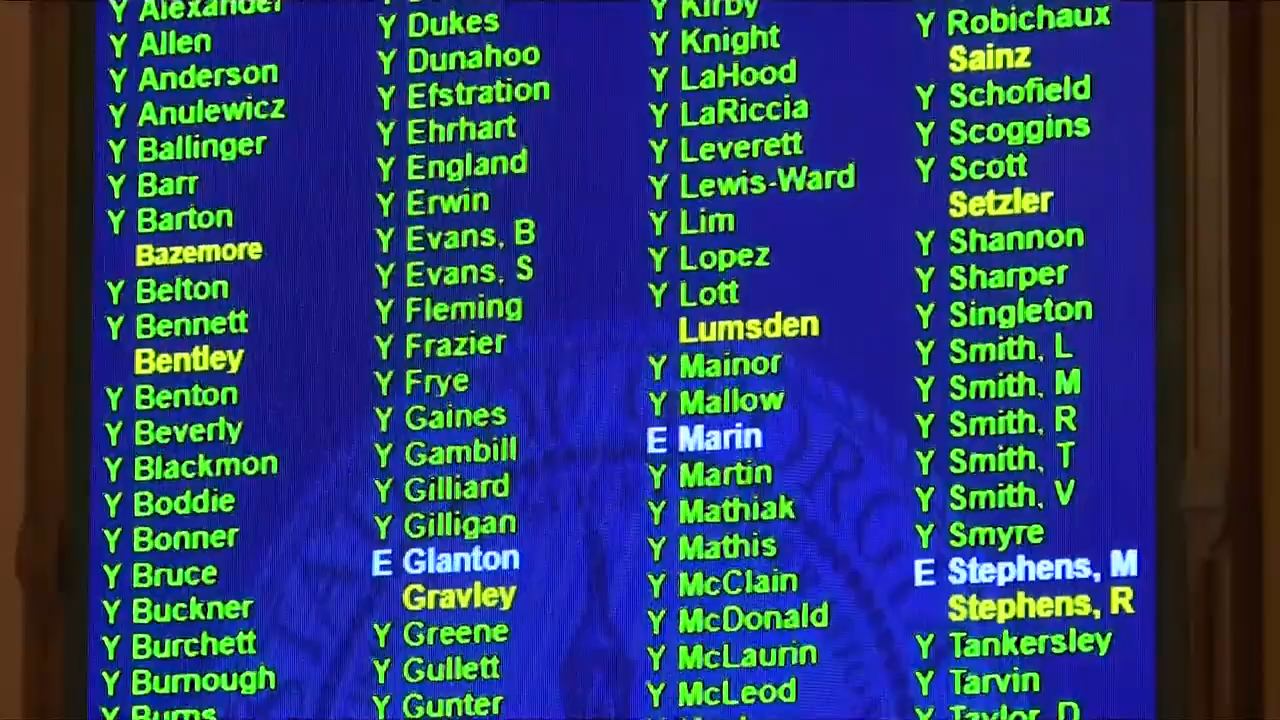 Y Alexander
Y Allen
Y Anderson
Y Anulewicz
Y Ballinger
Y Barr
Y Barton
Bazemore
Y Belton
Y Bennett
Bentley
Y Benton
Y Beverly
Y Blackmon
Y Boddie
Y Bonner
Y Bruce
Y Buckner
Y Burchett
Y Burnough
Y Burns
Y Dukes
Y Dunahoo
Y Efstration
Y Ehrhart
Y England
Y Erwin
Y Evans, B
Y Evans, S
Y Fleming
Y Frazier
Y Frye
Y Gaines
Y Gambill
Y Gilliard
Y Gilligan
E Glanton
Gravley
Y Greene
Y Gullett
Y Gunter
Y Kirby
Y Knight
Y LaHood
Y LaRiccia
Y Leverett
Y Lewis-Ward
Y Lim
Y Lopez
Y Lott
Lumsden
Y Mainor
Y Mallow
E Marin
Y Martin
Y Mathiak
Y Mathis
Y McClain
Y McDonald
Y McLaurin
Y McLeod
Y Robichaux
Sainz
Y Schofield
Y Scoggins
Y Scott
Setzler
Y Shannon
Y Sharper
Y Singleton
Y Smith, L
Y Smith, M
Y Smith, R
Y Smith, T
Y Smith, V
Y Smyre
E Stephens, M
Stephens, R
Y Tankersley
Y Tarvin
Y Taylor, D